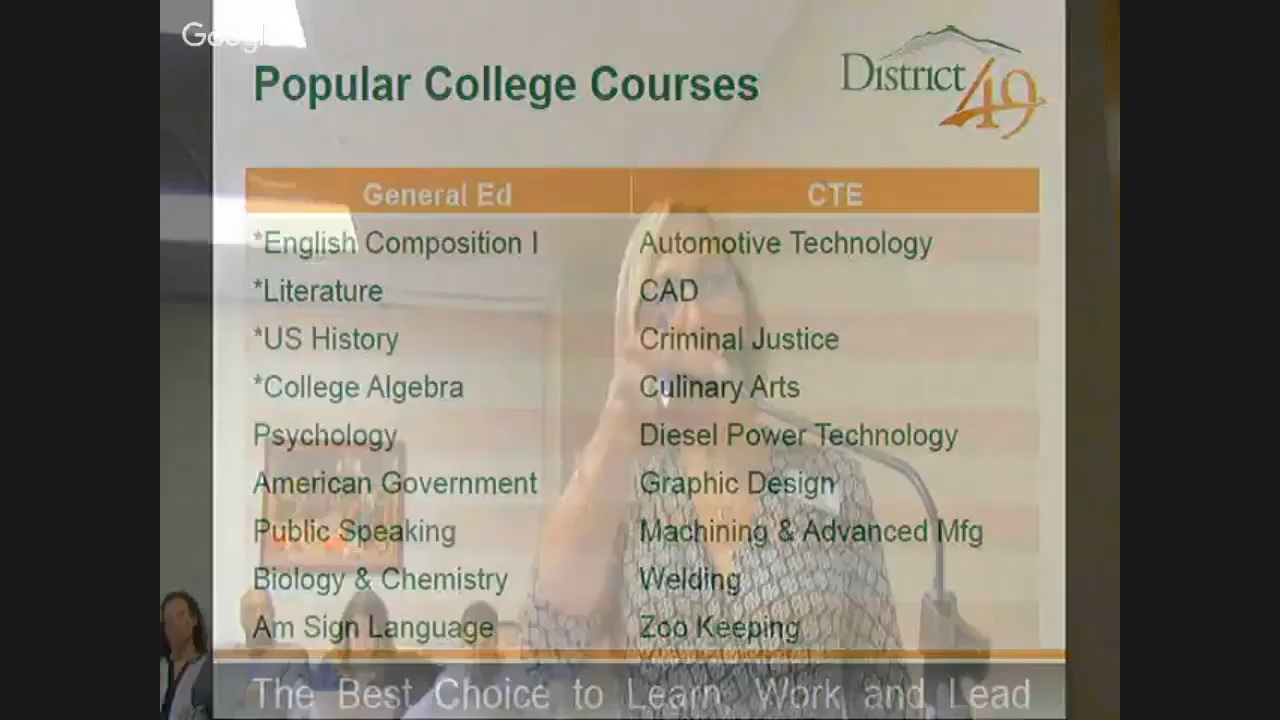 Google
Popular College Courses
District 49
General Ed CTE
*English Composition I Automotive Technology
*Literature CAD
*US History Criminal Justice
*College Algebra Culinary Arts
Psychology Diesel Power Technology
American Government Graphic Design
Public Speaking Machining & Advanced Mfg
Biology & Chemistry Welding
Am Sign Language Zoo Keeping
The Best Choice to Learn, Work and Lead